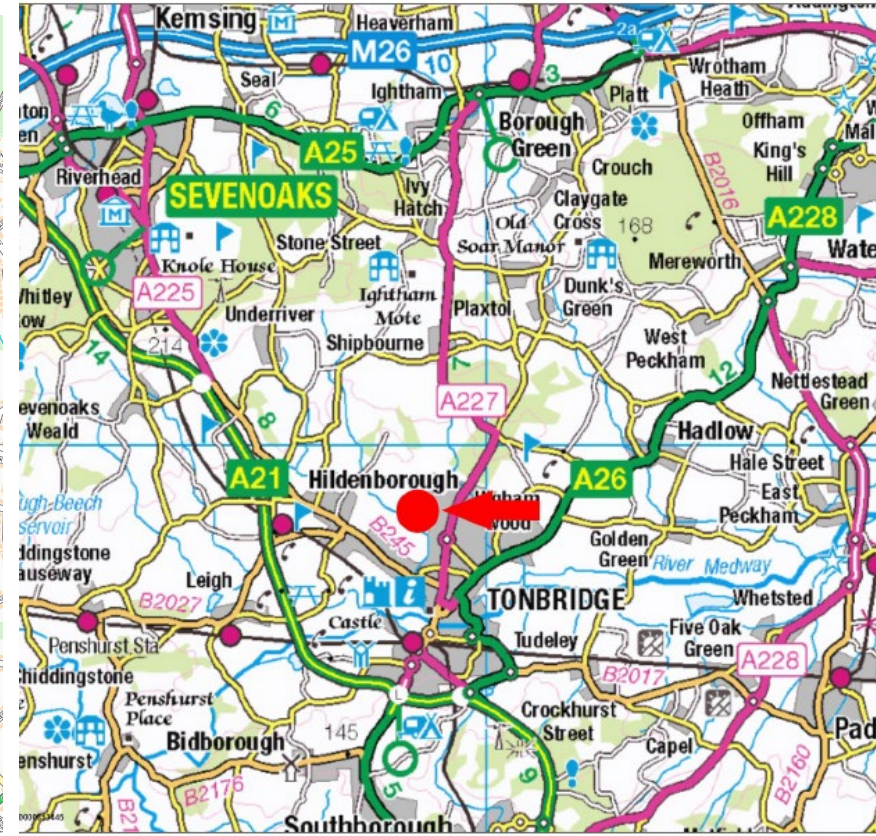 Kemsing
Heaverham
M26
10
2a
Seal
Ightham
3
Wrotham
Heath
Platt
6
A25
Borough
Green
Offham
King's
Hill
Riverhead
SEVENOAKS
Ivy
Hatch
Crouch
Claygate
Cross
B2016
A228
Old
Soar Manor
168
Stone Street
Knole House
Mereworth
A225
Ightham
Mote
Dunk's
Green
Underriver
Plaxtol
214
14
Shipbourne
West
Peckham
12
7
Nettlestead
Green
A227
Weald
8
Hadlow
A21
Hildenborough
A26
Hale Street
East
Peckham
B245
Golden
Green
River Medway
Leigh
B2027
Castle
i
TONBRIDGE
Whetsted
Penshurst Sta
Tudeley
Five Oak
Green
A228
B2017
Penshurst
Place
L
Crockhurst
Street
145
Bidborough
Capel
5
9
B2176
B2160
Southborough